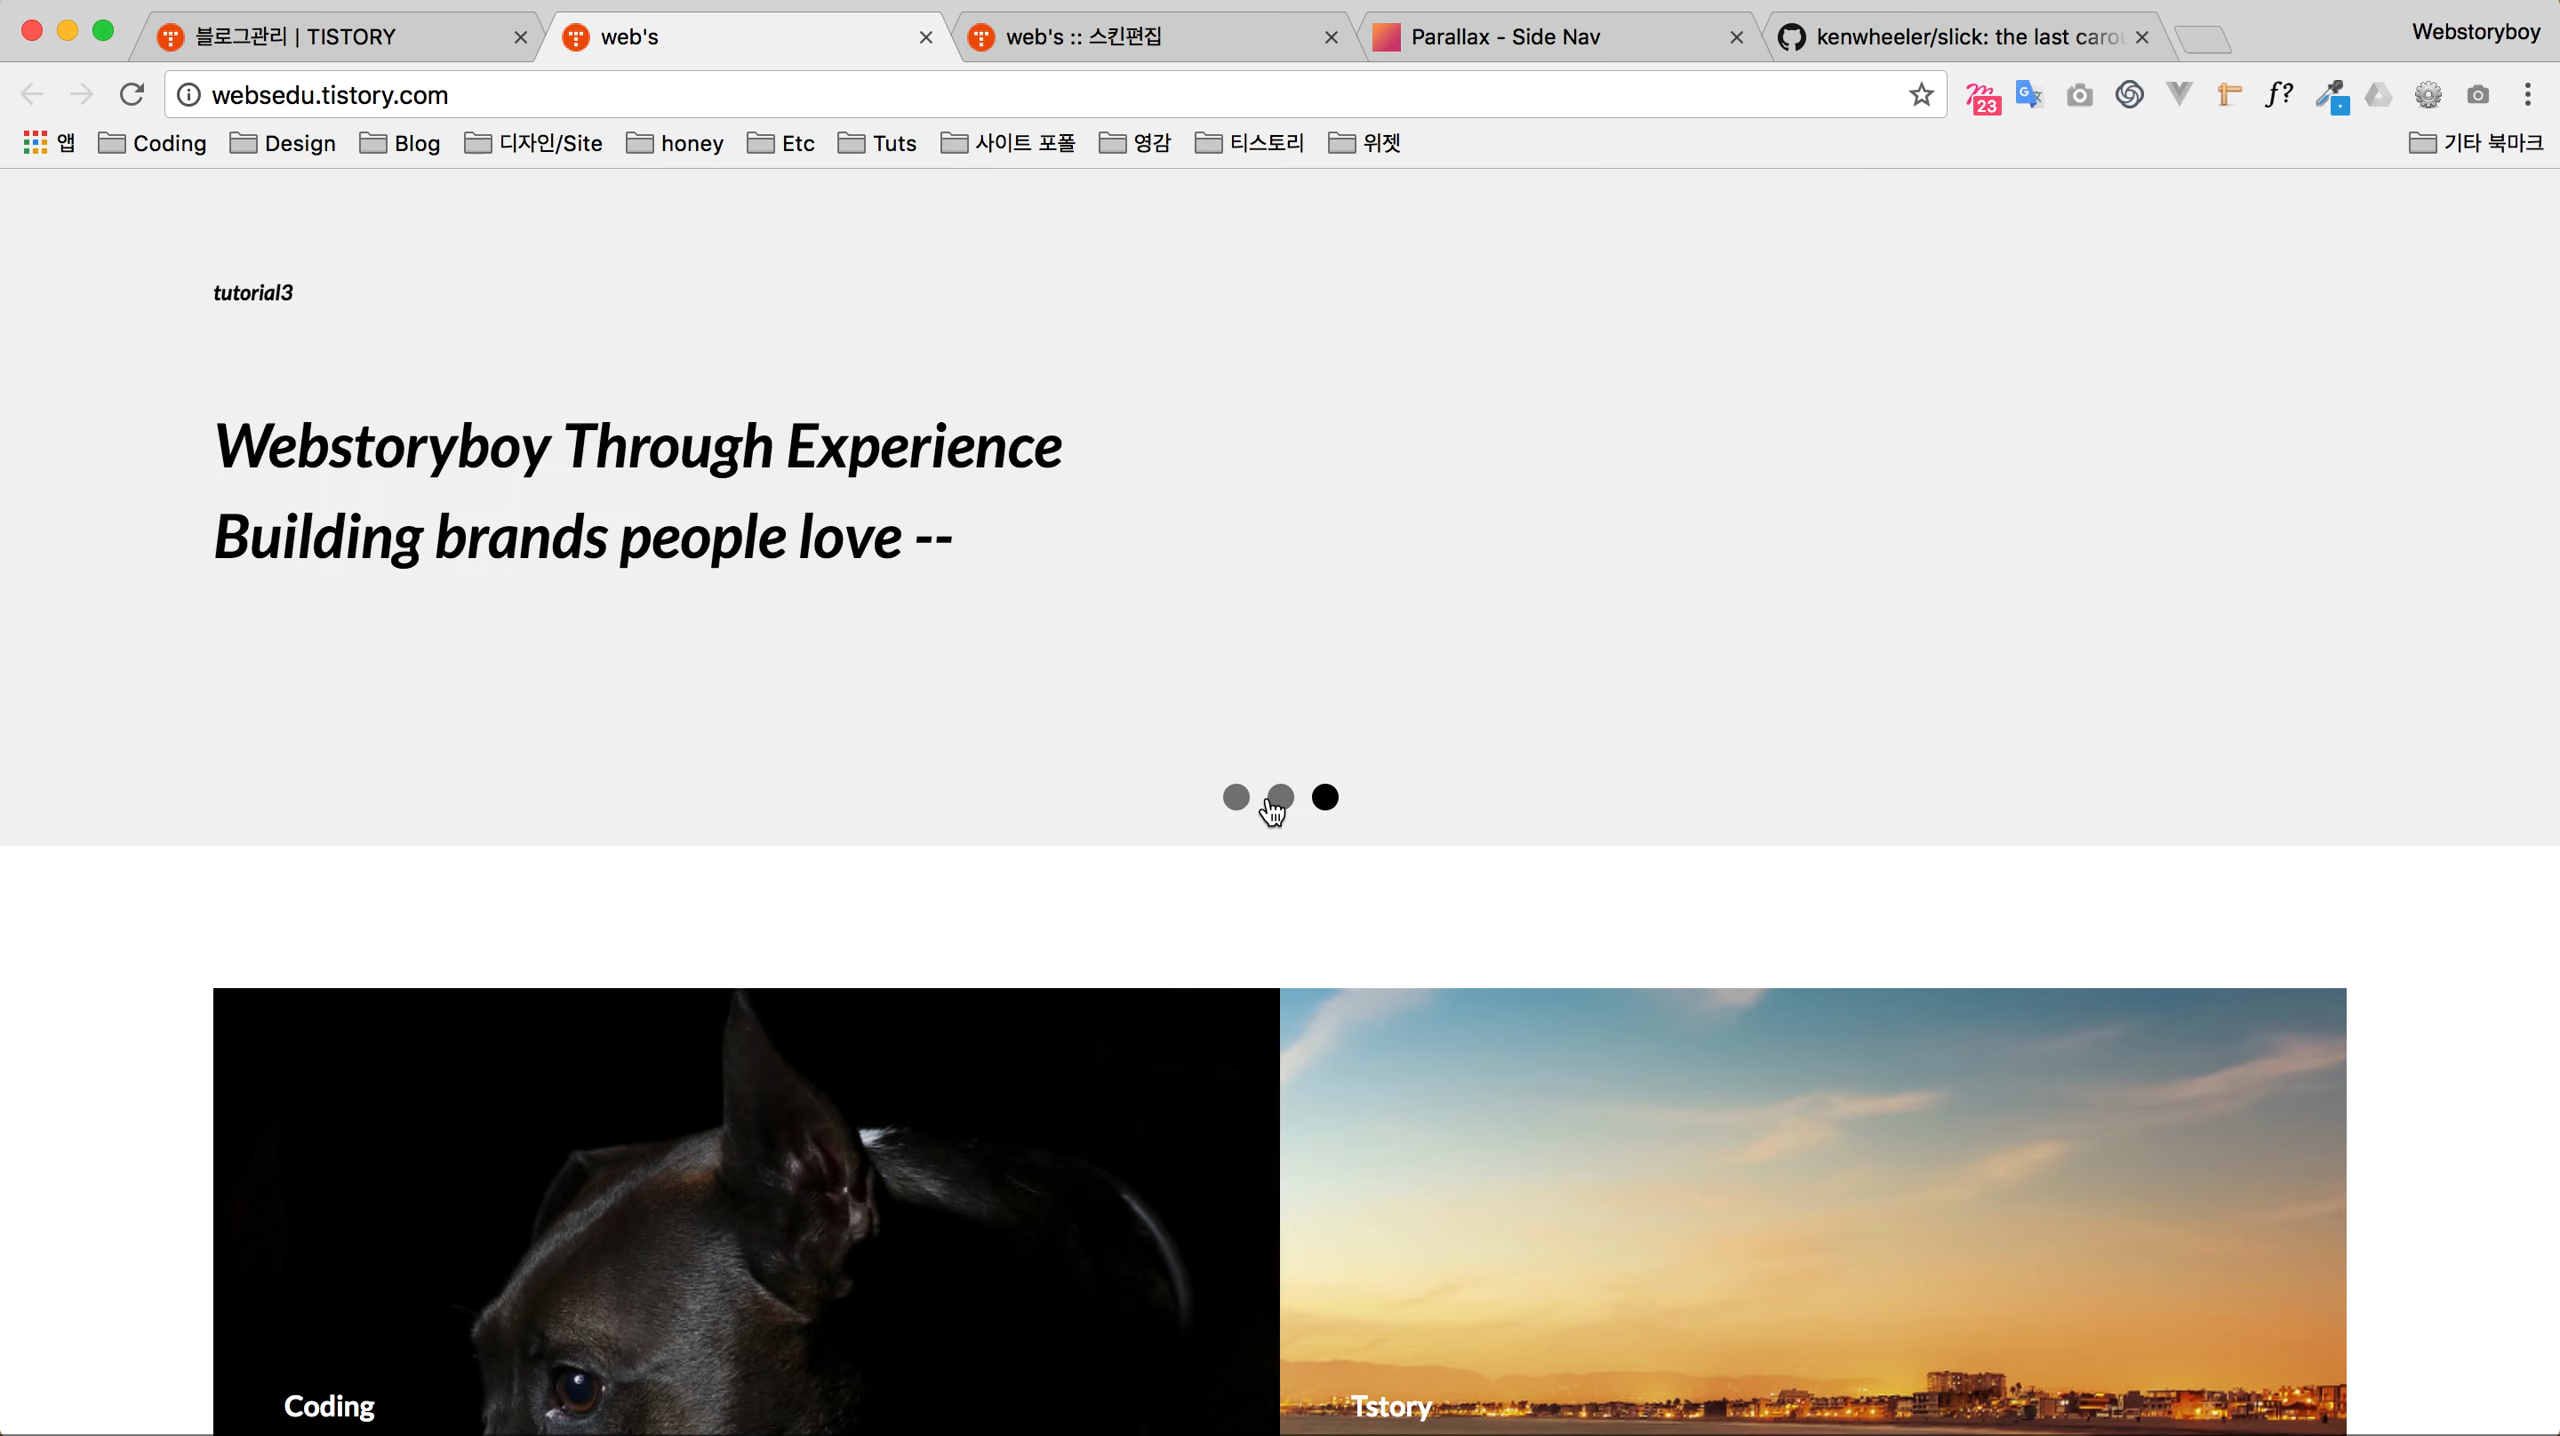 블로그관리 | TISTORY
web's
web's :: 스킨편집
Parallax - Side Nav
kenwheeler/slick: the last
Webstoryboy
websedu.tistory.com
23
f?
앱
Coding
Design
Blog
디자인/Site
honey
Etc
Tuts
사이트 포폴
영감
티스토리
위젯
기타 북마크
tutorial3
Webstoryboy Through Experience
Building brands people love --
Coding
Tstory